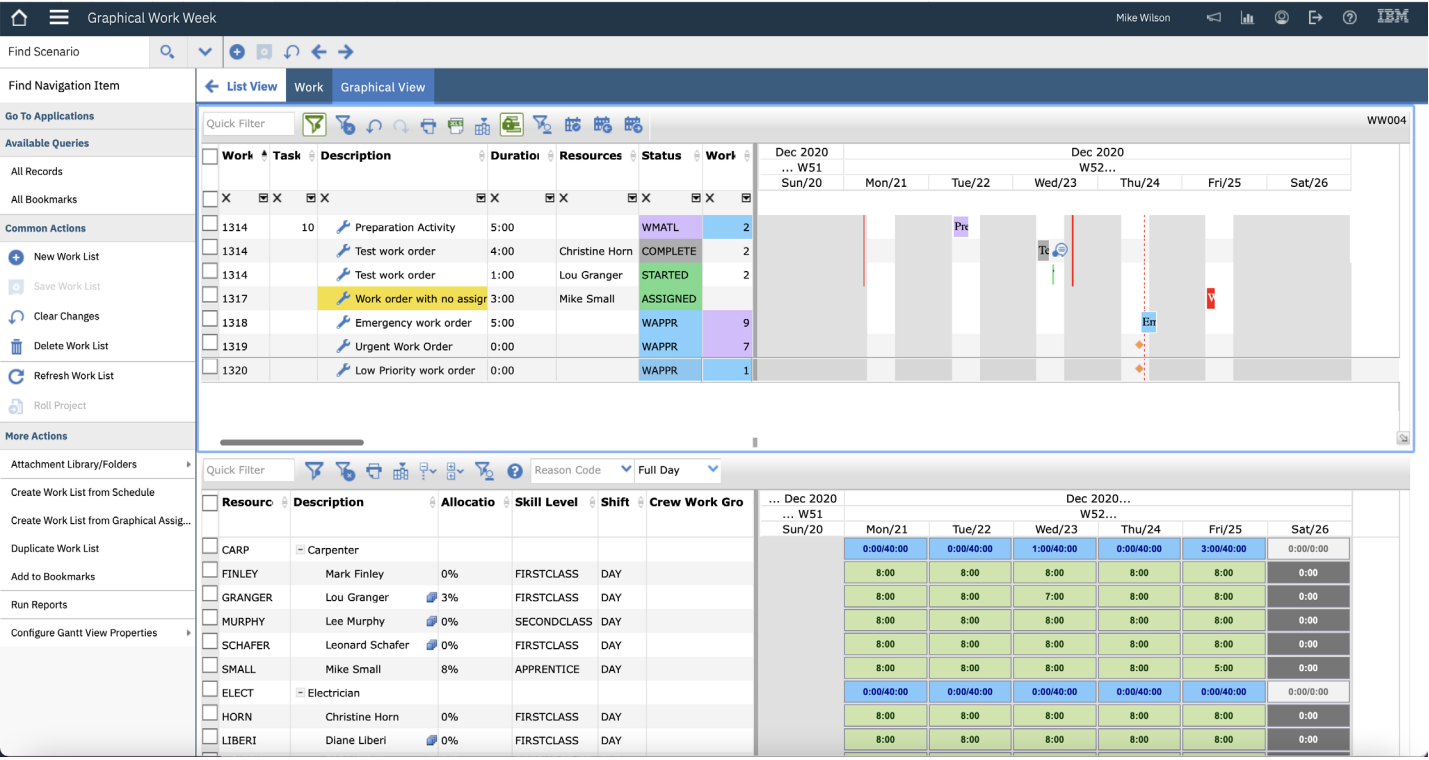 Graphical Work Week Mike Wilson IBM
Find Scenario
Find Navigation Item List View Work Graphical View
Go To Applications
Available Queries
All Records
All Bookmarks
Common Actions
New Work List
Save Work List
Clear Changes
Delete Work List
Refresh Work List
Roll Project
More Actions
Attachment Library/Folders
Create Work List from Schedule
Create Work List from Graphical Assig...
Duplicate Work List
Add to Bookmarks
Run Reports
Configure Gantt View Properties
Quick Filter WW004
Work Task Description Duration Resources Status Work Dec 2020 Dec 2020
... W51 W52...
Sun/20 Mon/21 Tue/22 Wed/23 Thu/24 Fri/25 Sat/26
X X X X X X X
1314 10 Preparation Activity 5:00 WMATL 2 Pre
1314 Test work order 4:00 Christine Horn COMPLETE 2 Te
1314 Test work order 1:00 Lou Granger STARTED 2
1317 Work order with no assigr 3:00 Mike Small ASSIGNED W
1318 Emergency work order 5:00 WAPPR 9 Em
1319 Urgent Work Order 0:00 WAPPR 7
1320 Low Priority work order 0:00 WAPPR 1
Quick Filter Reason Code Full Day
Resourc Description Allocatio Skill Level Shift Crew Work Gro ... Dec 2020 Dec 2020...
... W51 W52...
Sun/20 Mon/21 Tue/22 Wed/23 Thu/24 Fri/25 Sat/26
CARP Carpenter 0:00/40:00 0:00/40:00 1:00/40:00 0:00/40:00 3:00/40:00 0:00/0:00
FINLEY Mark Finley 0% FIRSTCLASS DAY 8:00 8:00 8:00 8:00 8:00 0:00
GRANGER Lou Granger 3% FIRSTCLASS DAY 8:00 8:00 7:00 8:00 8:00 0:00
MURPHY Lee Murphy 0% SECONDCLASS DAY 8:00 8:00 8:00 8:00 8:00 0:00
SCHAFER Leonard Schafer 0% FIRSTCLASS DAY 8:00 8:00 8:00 8:00 8:00 0:00
SMALL Mike Small 8% APPRENTICE DAY 8:00 8:00 8:00 8:00 5:00 0:00
ELECT Electrician 0:00/40:00 0:00/40:00 0:00/40:00 0:00/40:00 0:00/40:00 0:00/0:00
HORN Christine Horn 0% FIRSTCLASS DAY 8:00 8:00 8:00 8:00 8:00 0:00
LIBERI Diane Liberi 0% FIRSTCLASS DAY 8:00 8:00 8:00 8:00 8:00 0:00